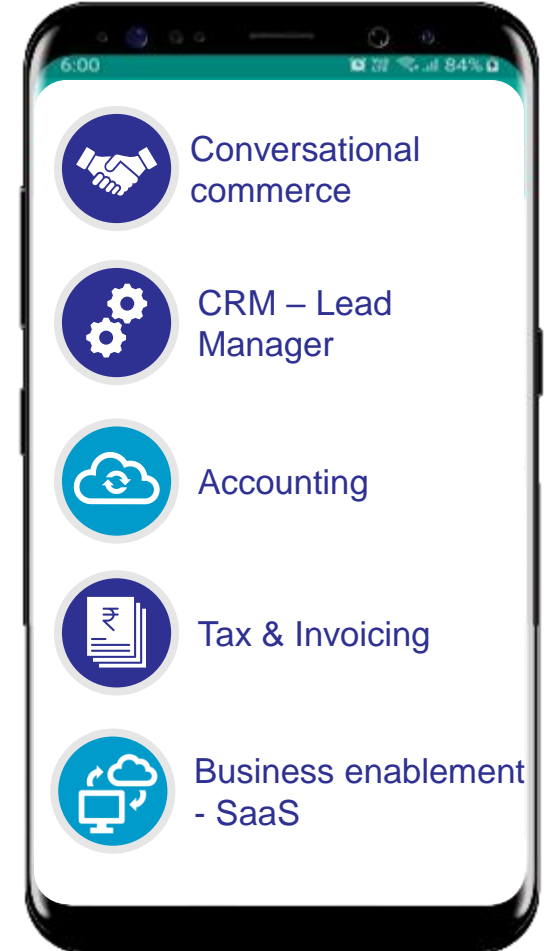 6:00
84%
Conversational
commerce
CRM – Lead
Manager
Accounting
₹
Tax & Invoicing
Business enablement
- SaaS